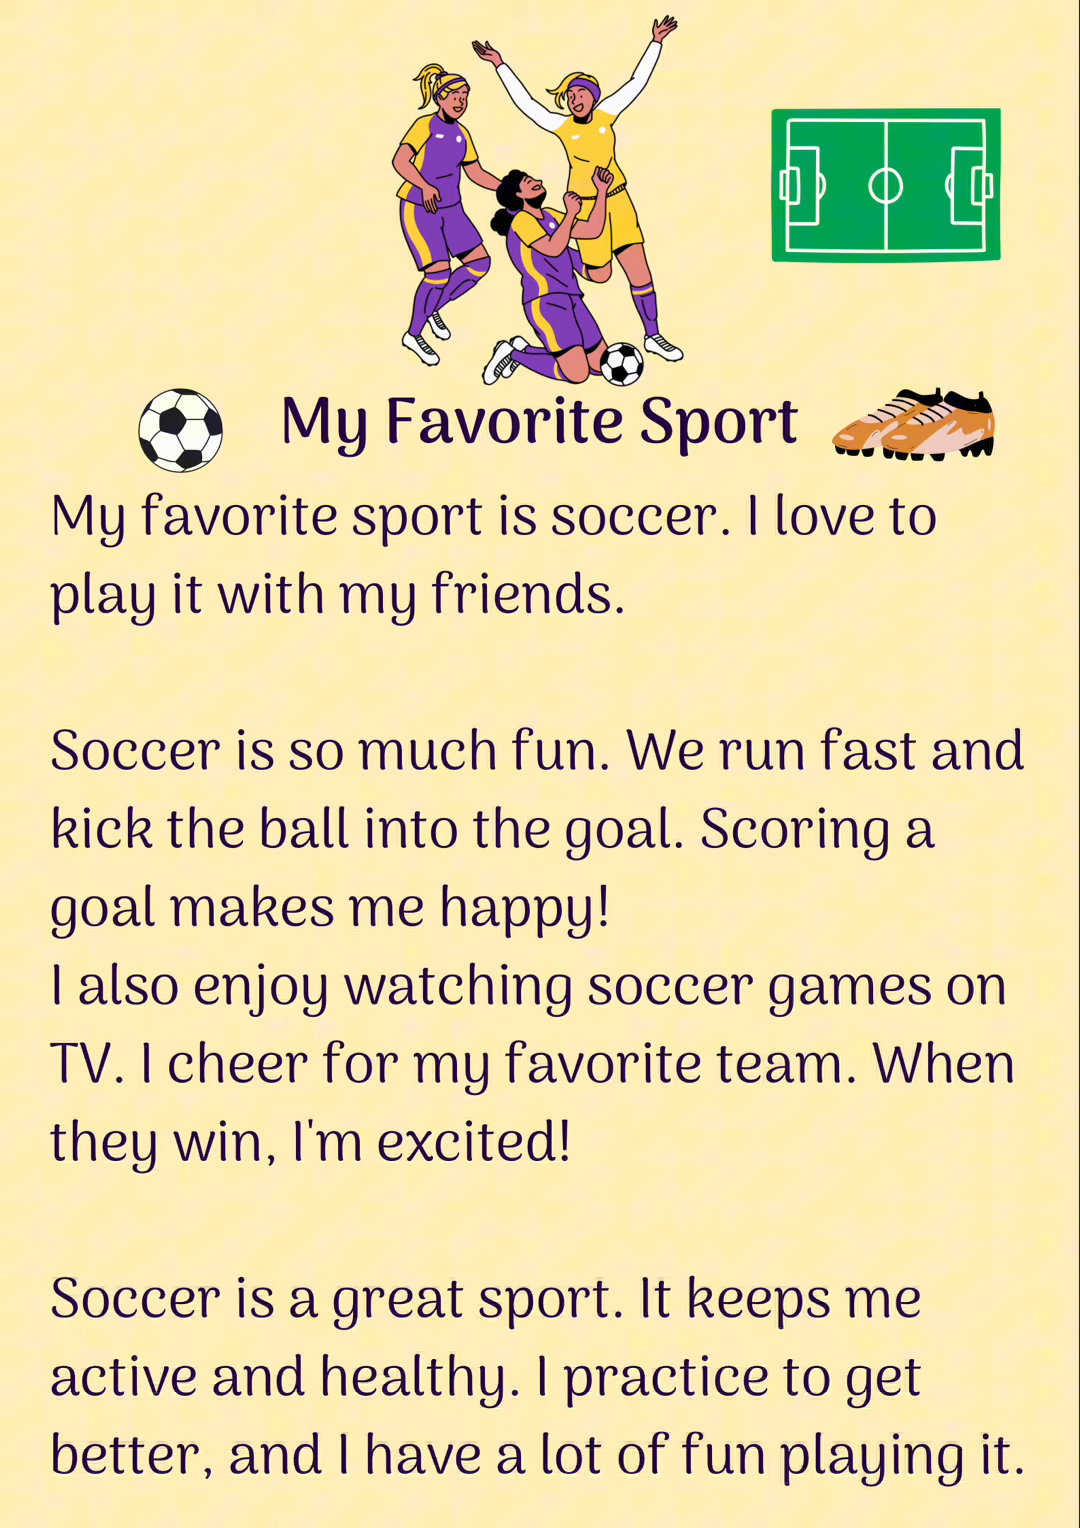 My Favorite Sport
My favorite sport is soccer. I love to
play it with my friends.
Soccer is so much fun. We run fast and
kick the ball into the goal. Scoring a
goal makes me happy!
I also enjoy watching soccer games on
TV. I cheer for my favorite team. When
they win, I'm excited!
Soccer is a great sport. It keeps me
active and healthy. I practice to get
better, and I have a lot of fun playing it.